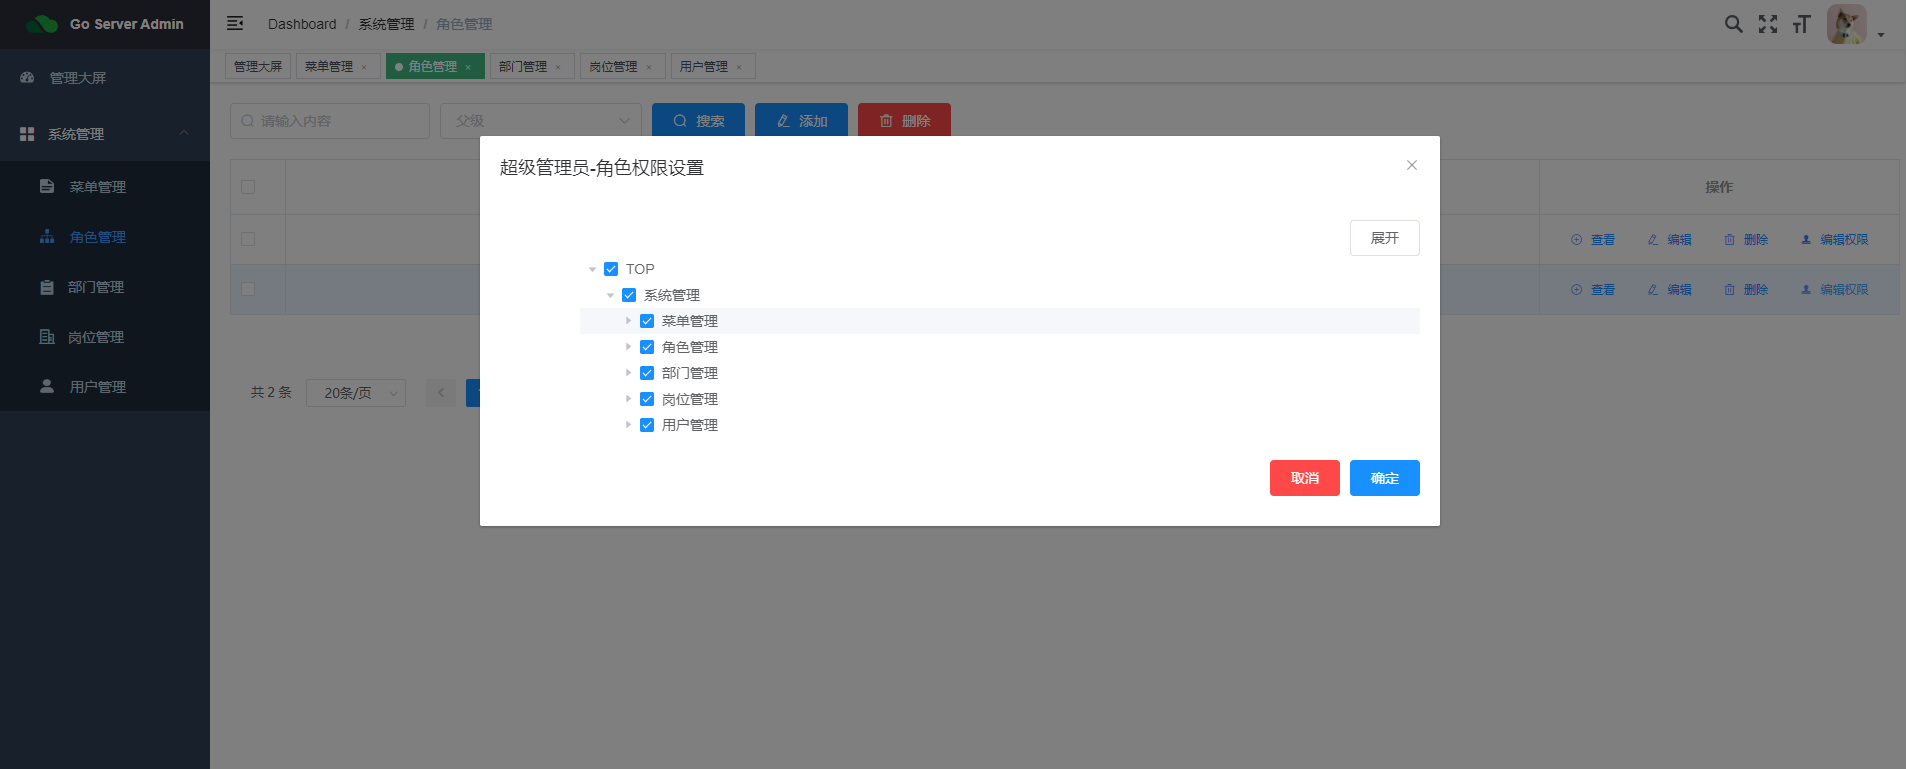 Go Server Admin
Dashboard / 系统管理 / 角色管理
管理大屏
系统管理
菜单管理
角色管理
部门管理
岗位管理
用户管理
管理大屏 菜单管理 × 角色管理 × 部门管理 × 岗位管理 × 用户管理 ×
请输入内容 父级 搜索 添加 删除
操作
查看 编辑 删除 编辑权限
查看 编辑 删除 编辑权限
共 2 条 20条/页
超级管理员-角色权限设置
展开
TOP
系统管理
菜单管理
角色管理
部门管理
岗位管理
用户管理
取消 确定